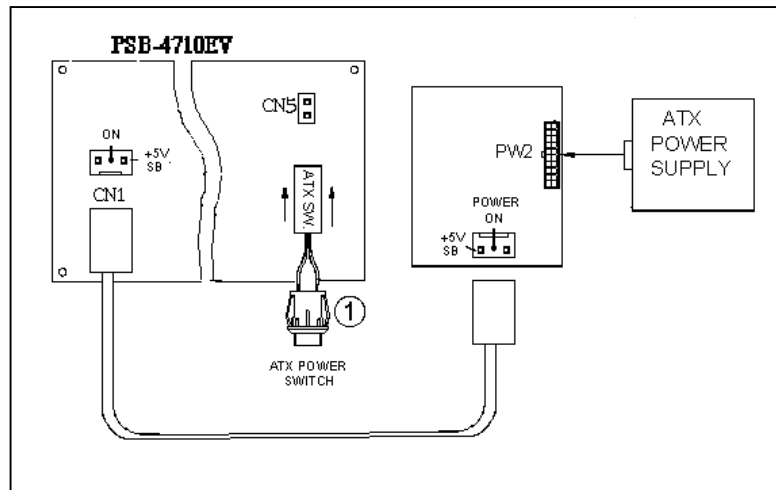 PSB-4710EV
CN5
ON
+5V
SB
CN1
ATX SW.
1
ATX POWER
SWITCH
PW2
POWER
ON
+5V
SB
ATX
POWER
SUPPLY